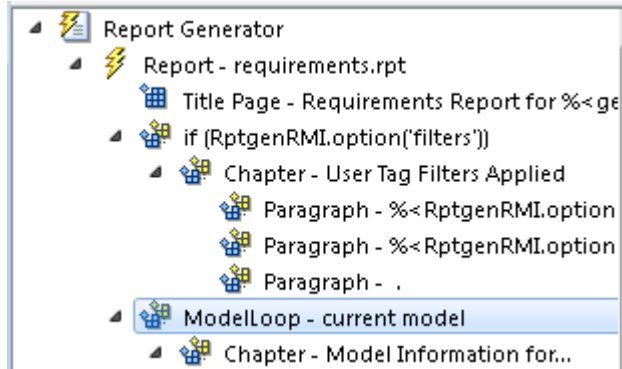 Report Generator
Report - requirements.rpt
Title Page - Requirements Report for %<ge
if (RptgenRMI.option('filters'))
Chapter - User Tag Filters Applied
Paragraph - %<RptgenRMI.option
Paragraph - %<RptgenRMI.option
Paragraph - .
ModelLoop - current model
Chapter - Model Information for...